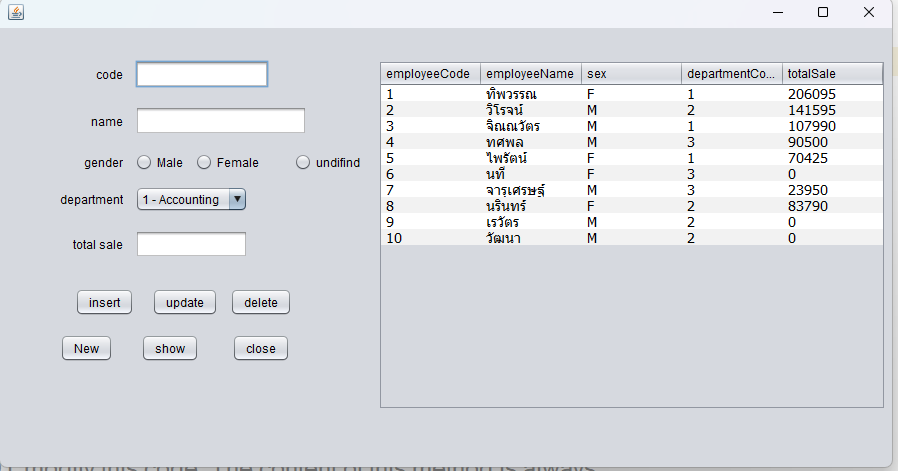 code
name
gender Male Female undifind
department 1 - Accounting
total sale
insert update delete
New show close
employeeCode employeeName sex departmentCo... totalSale
1 ทิพวรรณ F 1 206095
2 วิโรจน์ M 2 141595
3 จิณณวัตร M 1 107990
4 ทศพล M 3 90500
5 ไพรัตน์ F 1 70425
6 นที F 3 0
7 จารุเศรษฐ์ M 3 23950
8 นรินทร์ F 2 83790
9 เรวัตร M 2 0
10 วัฒนา M 2 0